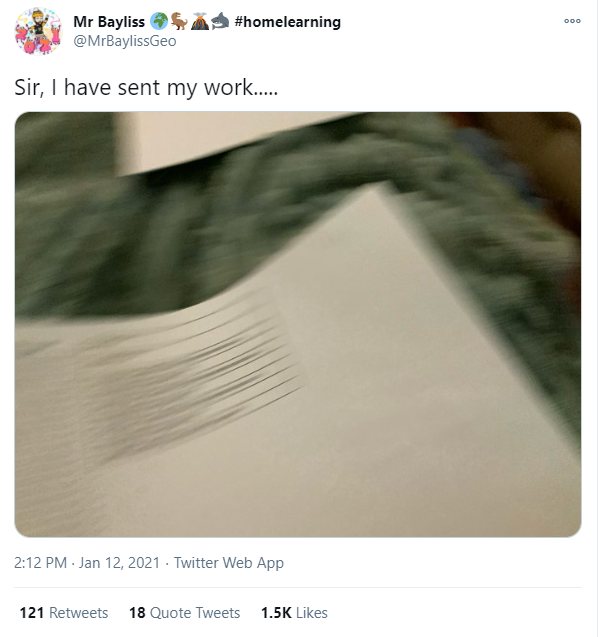 Mr Bayliss 🌍🦖🌋🦈 #homelearning
@MrBaylissGeo
Sir, I have sent my work.....
2:12 PM · Jan 12, 2021 · Twitter Web App
121 Retweets 18 Quote Tweets 1.5K Likes